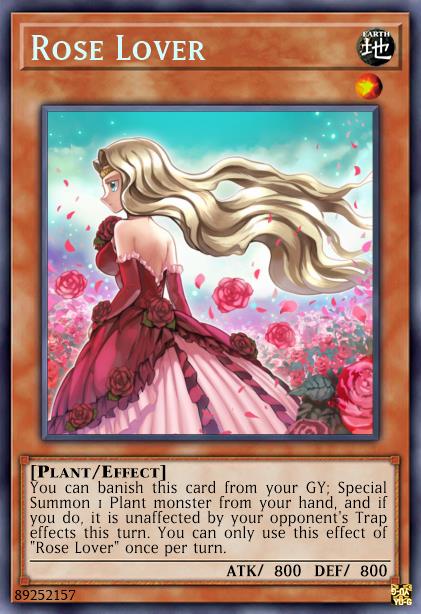 Rose Lover
EARTH
地
[Plant/Effect]
You can banish this card from your GY; Special
Summon 1 Plant monster from your hand, and if
you do, it is unaffected by your opponent's Trap
effects this turn. You can only use this effect of
"Rose Lover" once per turn.
ATK/ 800 DEF/ 800
89252157